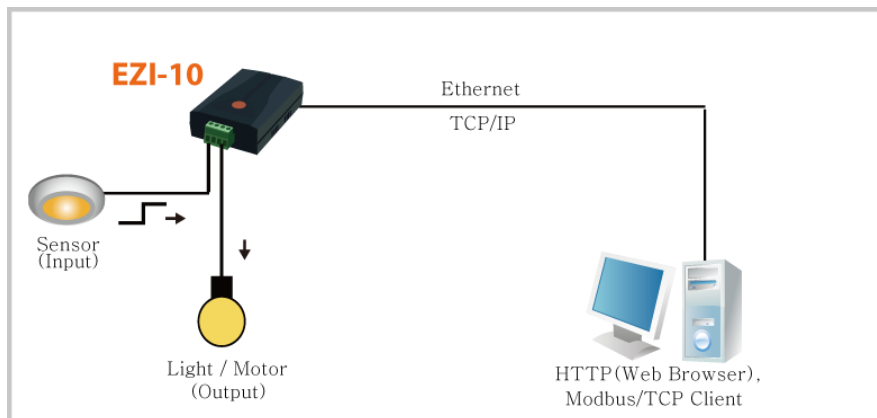 EZI-10
Ethernet
TCP/IP
Sensor
(Input)
Light / Motor
(Output)
HTTP(Web Browser),
Modbus/TCP Client